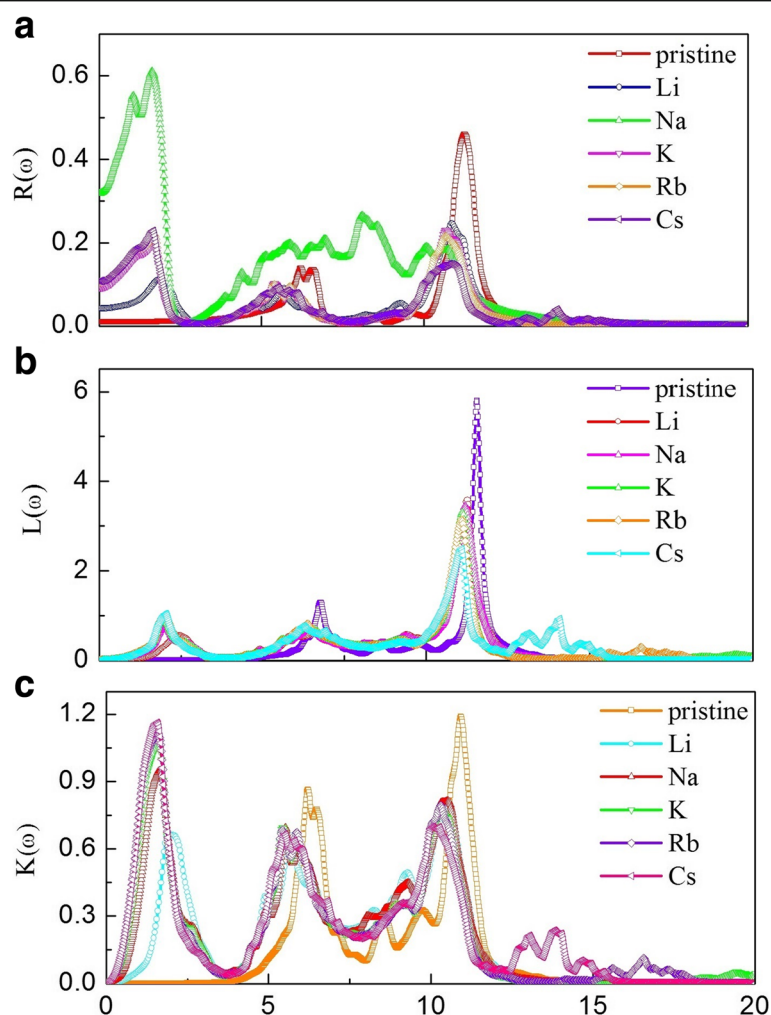 a
0.6
0.4
0.2
0.0
R(ω)
pristine
Li
Na
K
Rb
Cs
b
6
4
2
0
L(ω)
pristine
Li
Na
K
Rb
Cs
20
c
1.2
0.9
0.6
0.3
0.0
K(ω)
pristine
Li
Na
K
Rb
Cs
0 5 10 15 20